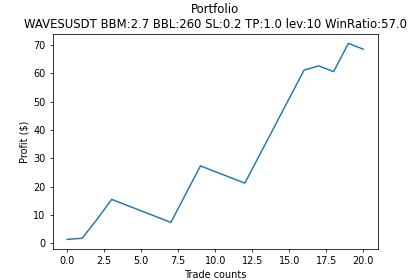 Portfolio
WAVESUSDT BBM:2.7 BBL:260 SL:0.2 TP:1.0 lev:10 WinRatio:57.0
70
60
50
40
30
20
10
0
Profit ($)
0.0 2.5 5.0 7.5 10.0 12.5 15.0 17.5 20.0
Trade counts